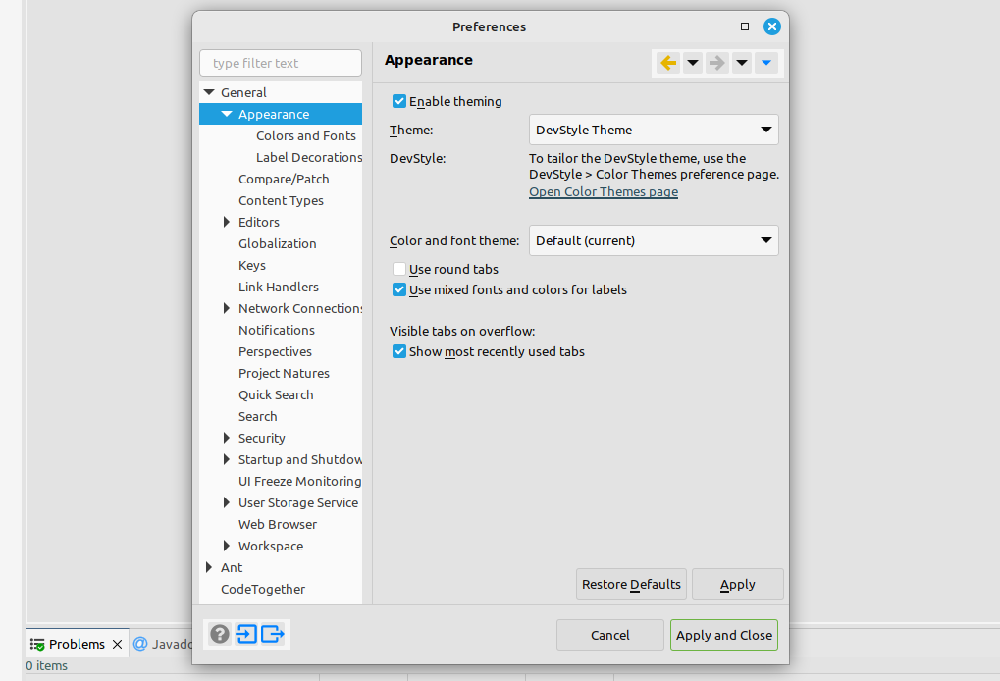 Preferences
type filter text
Appearance
General
Appearance
Colors and Fonts
Label Decorations
Compare/Patch
Content Types
Editors
Globalization
Keys
Link Handlers
Network Connections
Notifications
Perspectives
Project Natures
Quick Search
Search
Security
Startup and Shutdow
UI Freeze Monitoring
User Storage Service
Web Browser
Workspace
Ant
CodeTogether
Enable theming
Theme: DevStyle Theme
DevStyle: To tailor the DevStyle theme, use the
DevStyle > Color Themes preference page.
Open Color Themes page
Color and font theme: Default (current)
Use round tabs
Use mixed fonts and colors for labels
Visible tabs on overflow:
Show most recently used tabs
Restore Defaults Apply
Cancel Apply and Close
Problems @ Javado
0 items